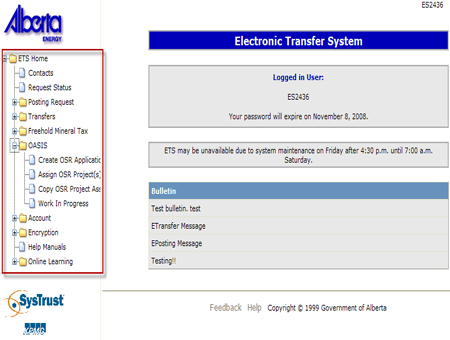 ES2436
Alberta
ENERGY
Electronic Transfer System
ETS Home
Contacts
Request Status
Posting Request
Transfers
Freehold Mineral Tax
OASIS
Create OSR Applicatio
Assign OSR Project(s)
Copy OSR Project Ass
Work In Progress
Account
Encryption
Help Manuals
Online Learning
Logged in User:
ES2436
Your password will expire on November 8, 2008.
ETS may be unavailable due to system maintenance on Friday after 4:30 p.m. until 7:00 a.m.
Saturday.
Bulletin
Test bulletin. test
ETransfer Message
EPosting Message
Testing!!
SysTrust
KPMG
Feedback Help Copyright © 1999 Government of Alberta